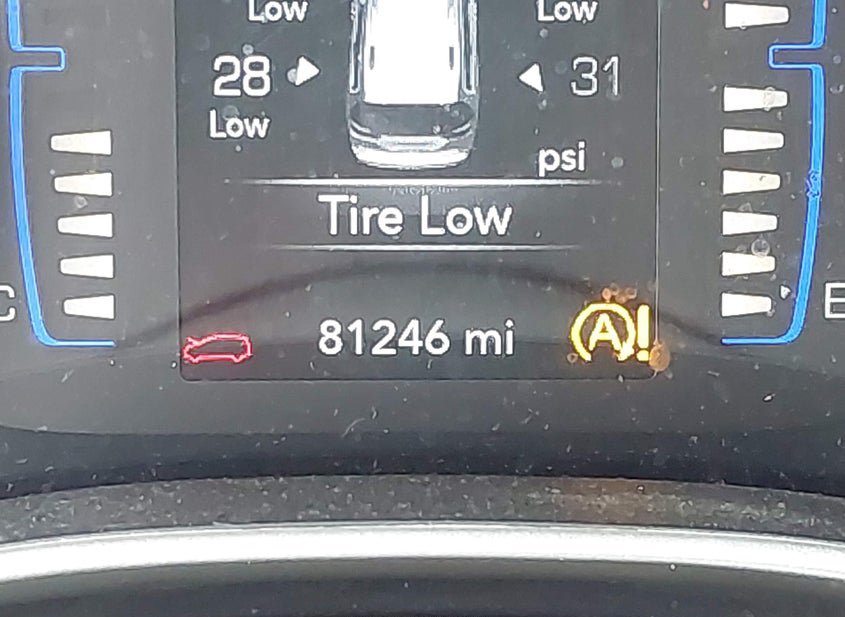 Low Low
28 31
Low
psi
Tire Low
C E
81246 mi A!